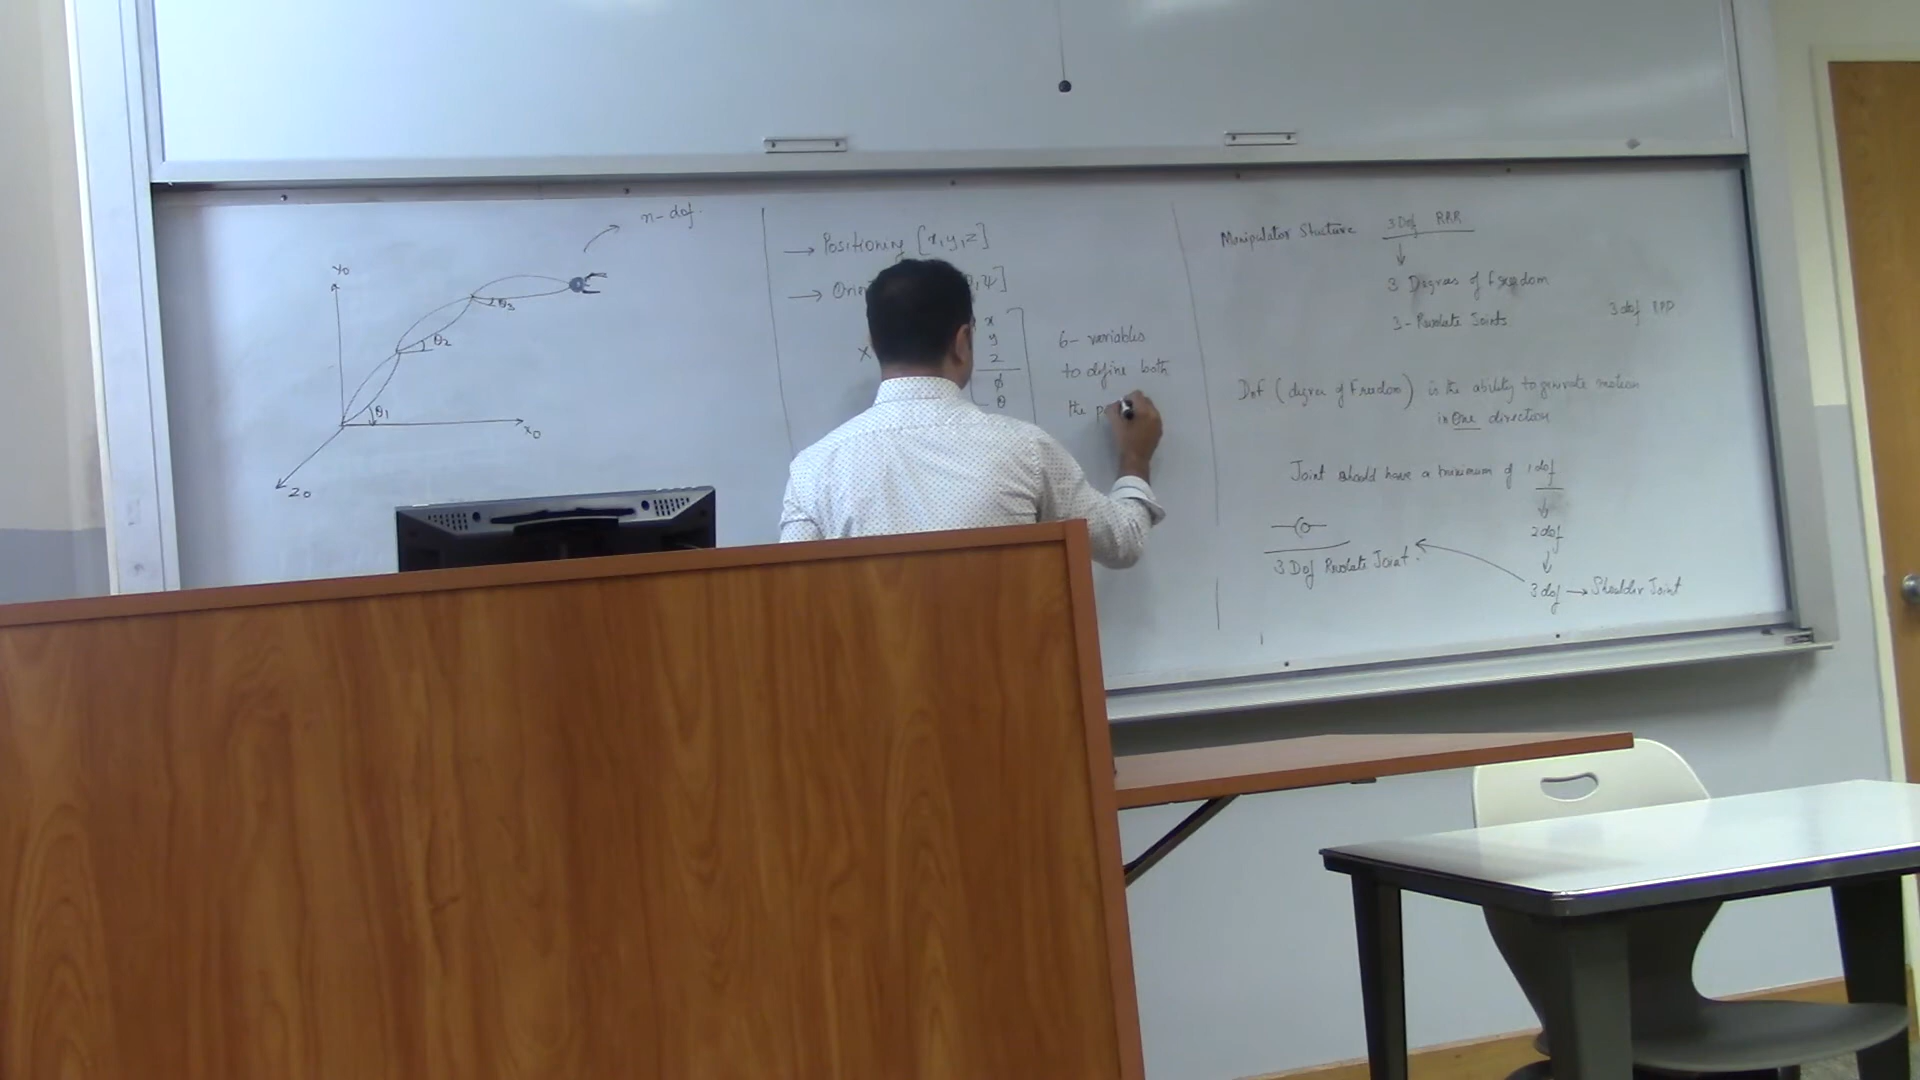 n-dof.
y₀
θ₃
θ₂
θ₁
x₀
z₀
→ Positioning [x, y, z]
→ Orien , ψ]
X
x
y
z
φ
θ
6- variables
to define both
the p
Manipulator Structure 3 Dof RRR
3 Degrees of freedom
3- Revolute Joints
3 dof RPP
Dof (degree of Freedom) is the ability to generate motion
in One direction
Joint should have a minimum of 1 dof
2 dof
3 Dof Revolute Joint.
3 dof → Shoulder Joint